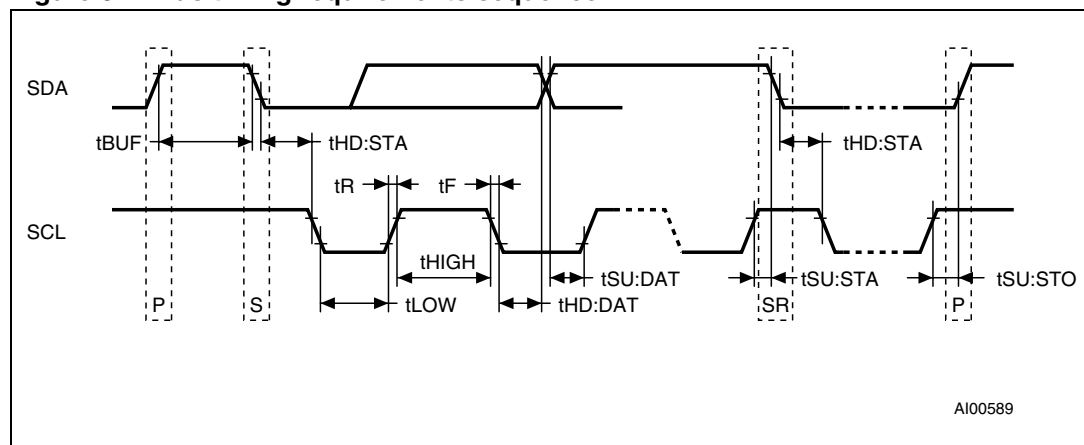 SDA
tBUF
tHD:STA
tHD:STA
tR
tF
SCL
tHIGH
tSU:DAT
tSU:STA
tSU:STO
P
S
tLOW
tHD:DAT
SR
P
AI00589